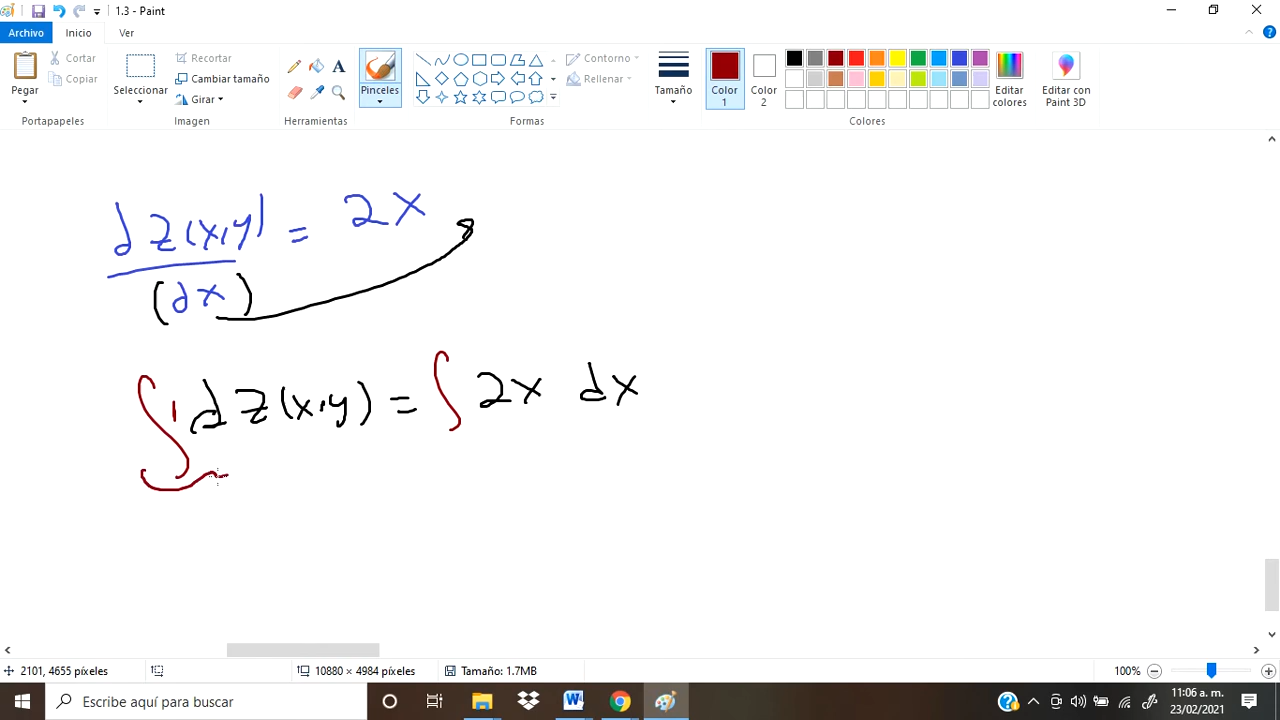 1.3 - Paint
Archivo Inicio Ver
Pegar
Cortar
Copiar
Portapapeles
Seleccionar
Recortar
Cambiar tamaño
Girar
Imagen
A
Herramientas
Pinceles
Contorno
Rellenar
Formas
Tamaño
Color 1
Color 2
Editar colores
Editar con Paint 3D
Colores
d z(x,y) = 2x
(dx)
∫ 1 d z(x,y) = ∫ 2x dx
2101, 4655 píxeles
10880 × 4984 píxeles
Tamaño: 1.7MB
100%
Escribe aquí para buscar
11:06 a. m.
23/02/2021